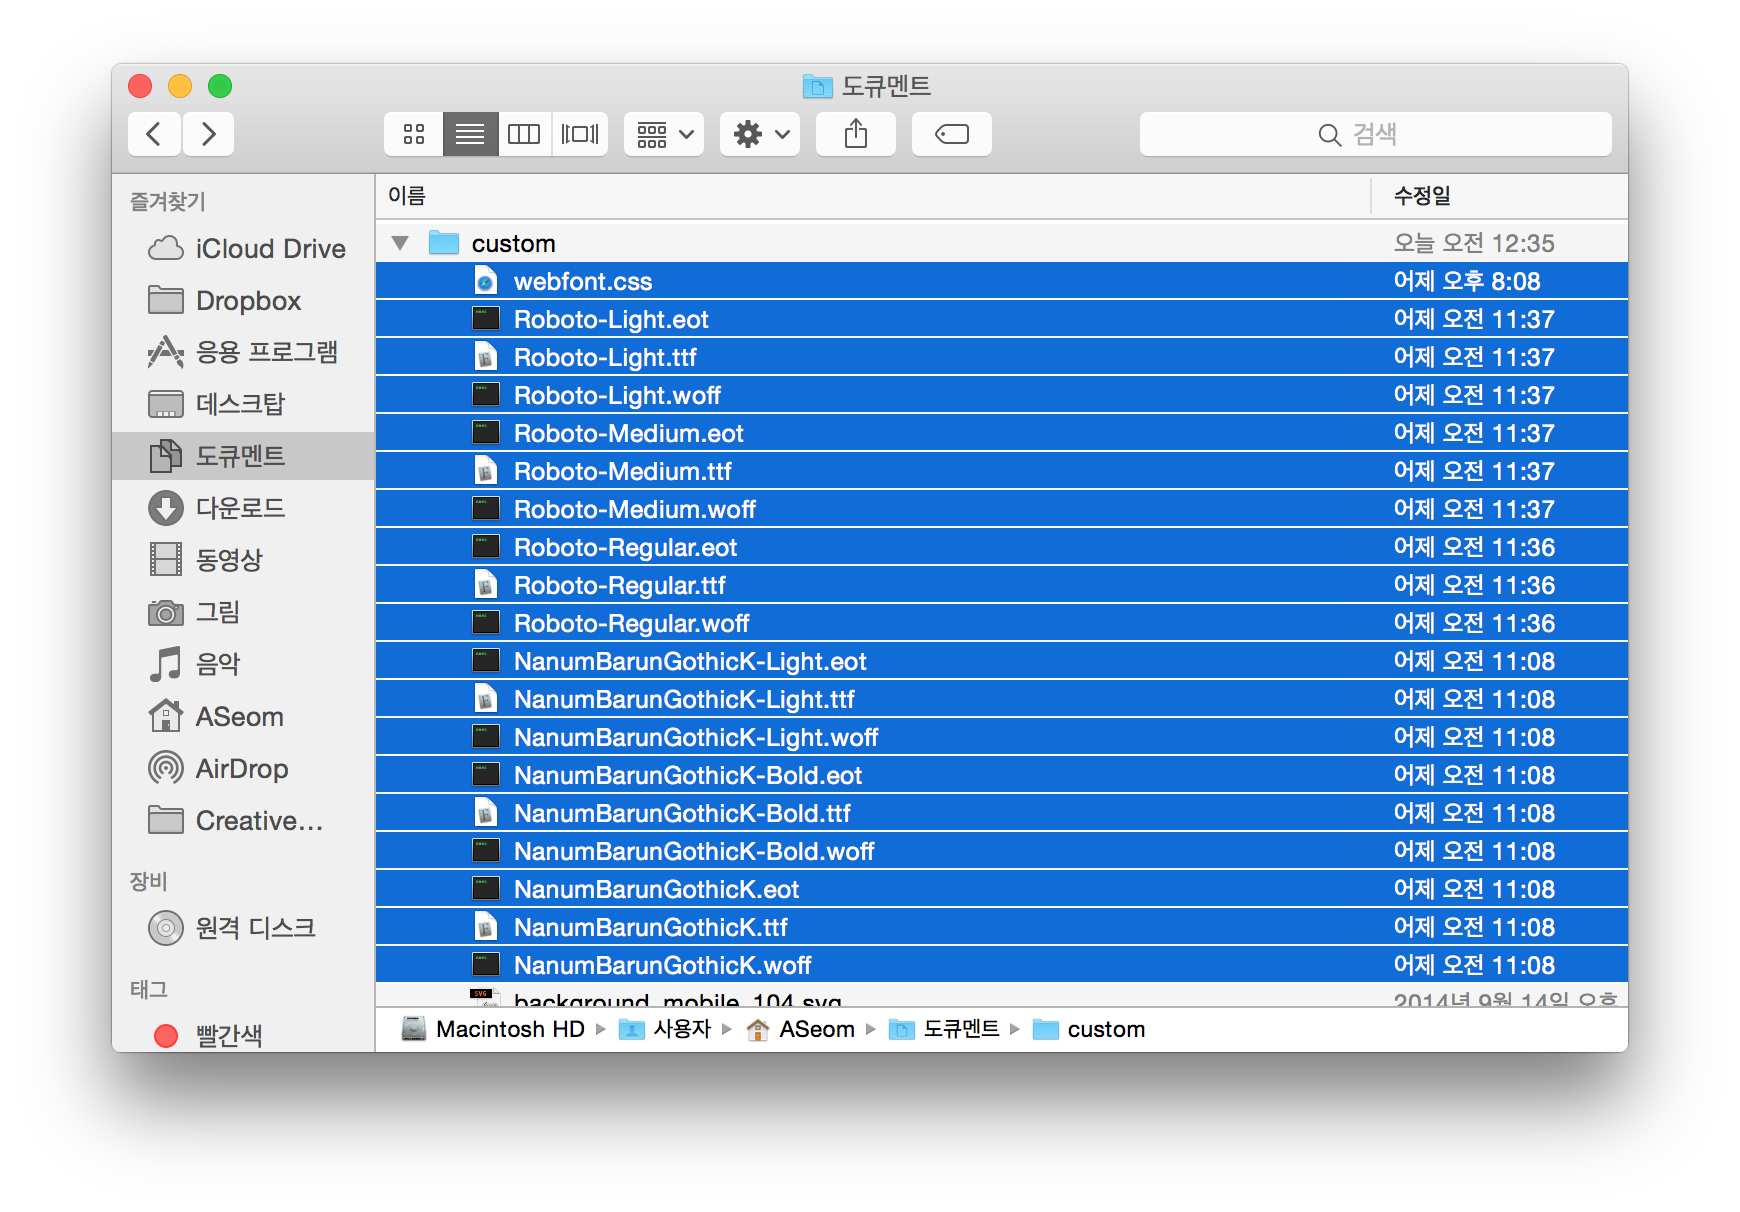 도큐멘트
검색
즐겨찾기
iCloud Drive
Dropbox
응용 프로그램
데스크탑
도큐멘트
다운로드
동영상
그림
음악
ASeom
AirDrop
Creative...
장비
원격 디스크
태그
빨간색
이름 수정일
custom 오늘 오전 12:35
webfont.css 어제 오후 8:08
Roboto-Light.eot 어제 오전 11:37
Roboto-Light.ttf 어제 오전 11:37
Roboto-Light.woff 어제 오전 11:37
Roboto-Medium.eot 어제 오전 11:37
Roboto-Medium.ttf 어제 오전 11:37
Roboto-Medium.woff 어제 오전 11:37
Roboto-Regular.eot 어제 오전 11:36
Roboto-Regular.ttf 어제 오전 11:36
Roboto-Regular.woff 어제 오전 11:36
NanumBarunGothicK-Light.eot 어제 오전 11:08
NanumBarunGothicK-Light.ttf 어제 오전 11:08
NanumBarunGothicK-Light.woff 어제 오전 11:08
NanumBarunGothicK-Bold.eot 어제 오전 11:08
NanumBarunGothicK-Bold.ttf 어제 오전 11:08
NanumBarunGothicK-Bold.woff 어제 오전 11:08
NanumBarunGothicK.eot 어제 오전 11:08
NanumBarunGothicK.ttf 어제 오전 11:08
NanumBarunGothicK.woff 어제 오전 11:08
background_mobile_104.svg 2014년 9월 14일 오후
Macintosh HD 사용자 ASeom 도큐멘트 custom